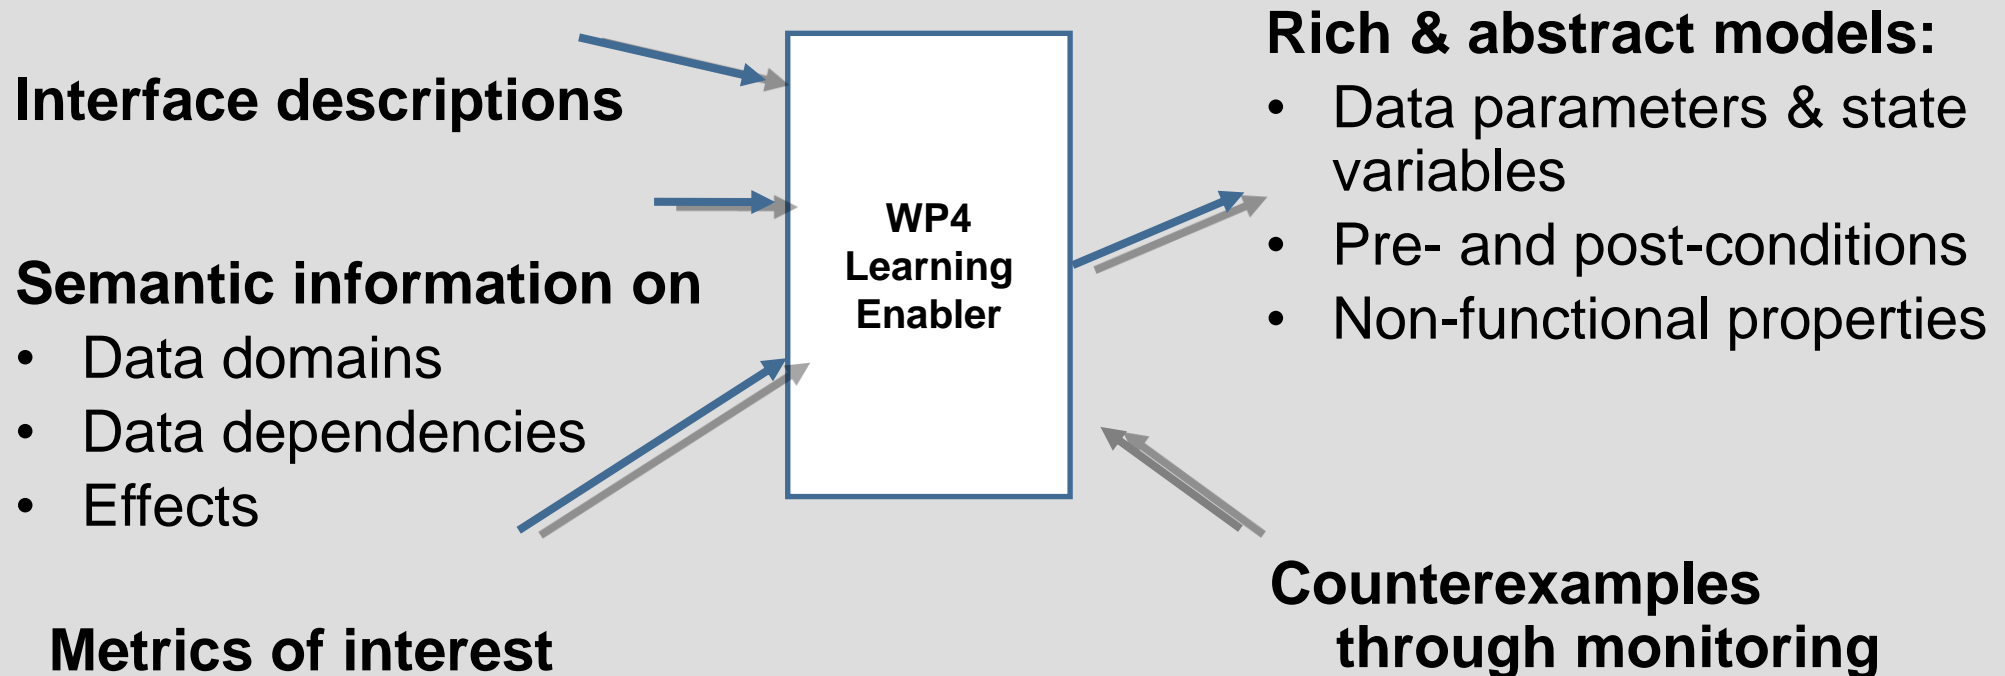 Interface descriptions
Semantic information on
• Data domains
• Data dependencies
• Effects
Metrics of interest
WP4
Learning
Enabler
Rich & abstract models:
• Data parameters & state
variables
• Pre- and post-conditions
• Non-functional properties
Counterexamples
through monitoring